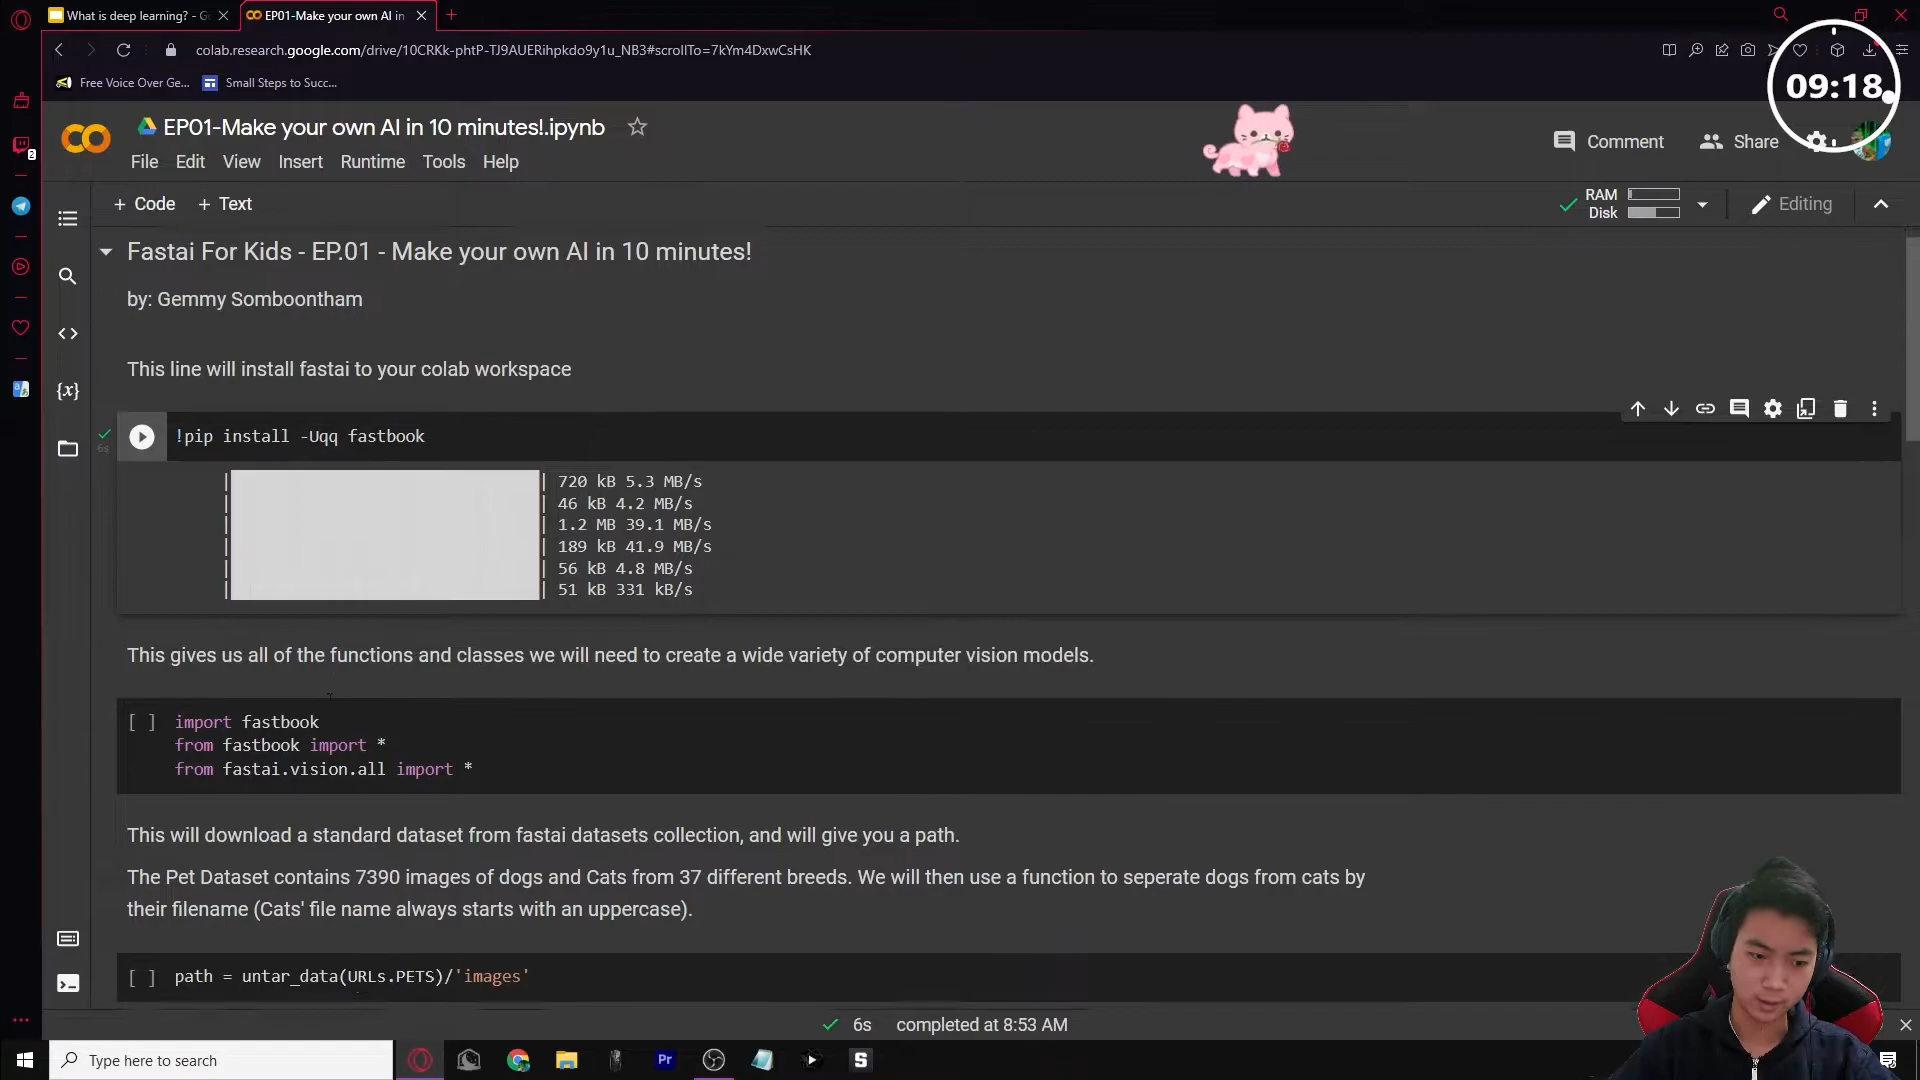 What is deep learning? - G
EP01-Make your own AI in
colab.research.google.com/drive/10CRKk-phtP-TJ9AUERihpkdo9y1u_NB3#scrollTo=7kYm4DxwCsHK
Free Voice Over Ge...
Small Steps to Succ...
09:18
EP01-Make your own AI in 10 minutes!.ipynb
Comment
Share
File Edit View Insert Runtime Tools Help
+ Code + Text
RAM
Disk
Editing
2
Fastai For Kids - EP.01 - Make your own AI in 10 minutes!
by: Gemmy Somboontham
This line will install fastai to your colab workspace
{x}
6s
!pip install -Uqq fastbook
| | 720 kB 5.3 MB/s
| | 46 kB 4.2 MB/s
| | 1.2 MB 39.1 MB/s
| | 189 kB 41.9 MB/s
| | 56 kB 4.8 MB/s
| | 51 kB 331 kB/s
This gives us all of the functions and classes we will need to create a wide variety of computer vision models.
[ ] import fastbook
from fastbook import *
from fastai.vision.all import *
This will download a standard dataset from fastai datasets collection, and will give you a path.
The Pet Dataset contains 7390 images of dogs and Cats from 37 different breeds. We will then use a function to seperate dogs from cats by
their filename (Cats' file name always starts with an uppercase).
[ ] path = untar_data(URLs.PETS)/'images'
6s completed at 8:53 AM
Type here to search
Pr
S